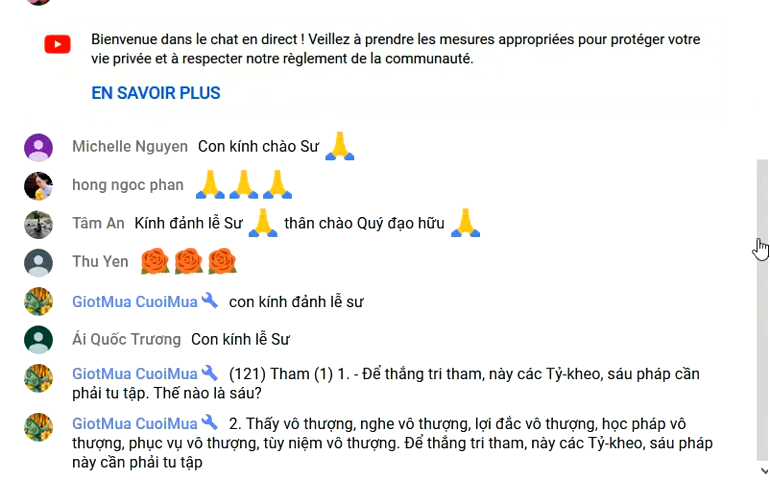 Bienvenue dans le chat en direct ! Veillez à prendre les mesures appropriées pour protéger votre
vie privée et à respecter notre règlement de la communauté.
EN SAVOIR PLUS
Michelle Nguyen Con kính chào Sư 🙏
hong ngoc phan 🙏🙏🙏
Tâm An Kính đảnh lễ Sư 🙏 thân chào Quý đạo hữu 🙏
Thu Yen 🌹🌹🌹
GiotMua CuoiMua con kính đảnh lễ sư
Ái Quốc Trương Con kính lễ Sư
GiotMua CuoiMua (121) Tham (1) 1. - Để thắng tri tham, này các Tỷ-kheo, sáu pháp cần
phải tu tập. Thế nào là sáu?
GiotMua CuoiMua 2. Thấy vô thượng, nghe vô thượng, lợi đắc vô thượng, học pháp vô
thượng, phục vụ vô thượng, tùy niệm vô thượng. Để thắng tri tham, này các Tỷ-kheo, sáu pháp
này cần phải tu tập